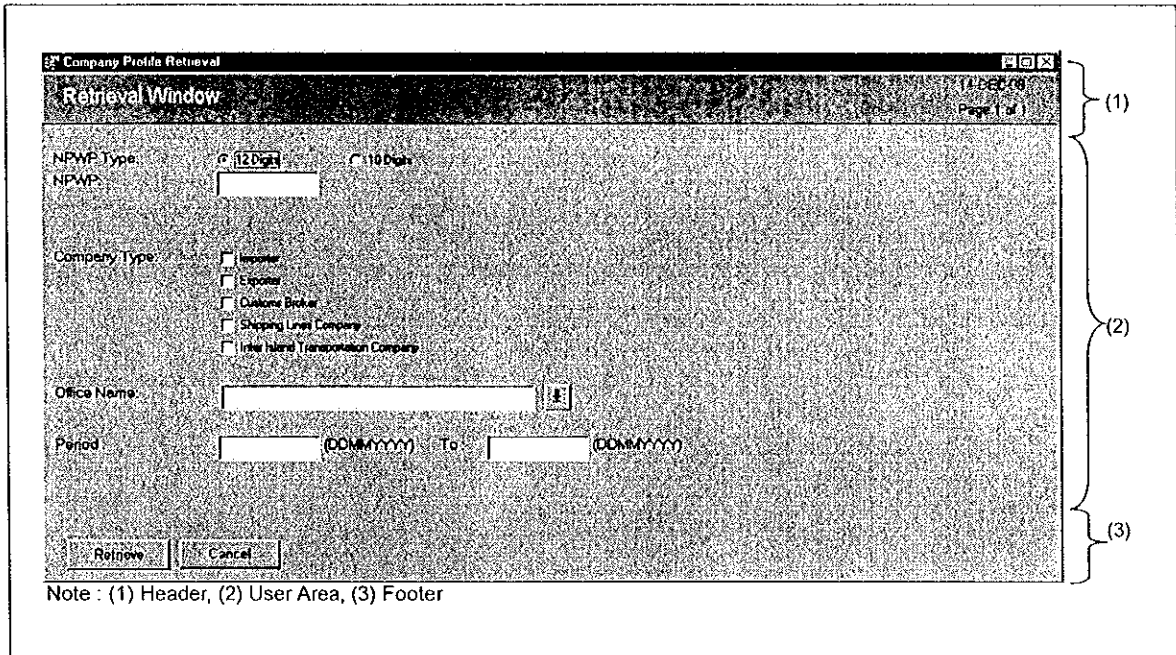 Company Profile Retrieval
Retrieval Window
Page 1 of 1
(1)
NPWP Type:
12 Digits
10 Digits
NPWP:
Company Type:
Importer
Exporter
Customs Broker
Shipping Lines Company
Inter Island Transportation Company
(2)
Office Name:
Period :
(DDMMYYYY)
To :
(DDMMYYYY)
(3)
Retrieve
Cancel
Note : (1) Header, (2) User Area, (3) Footer